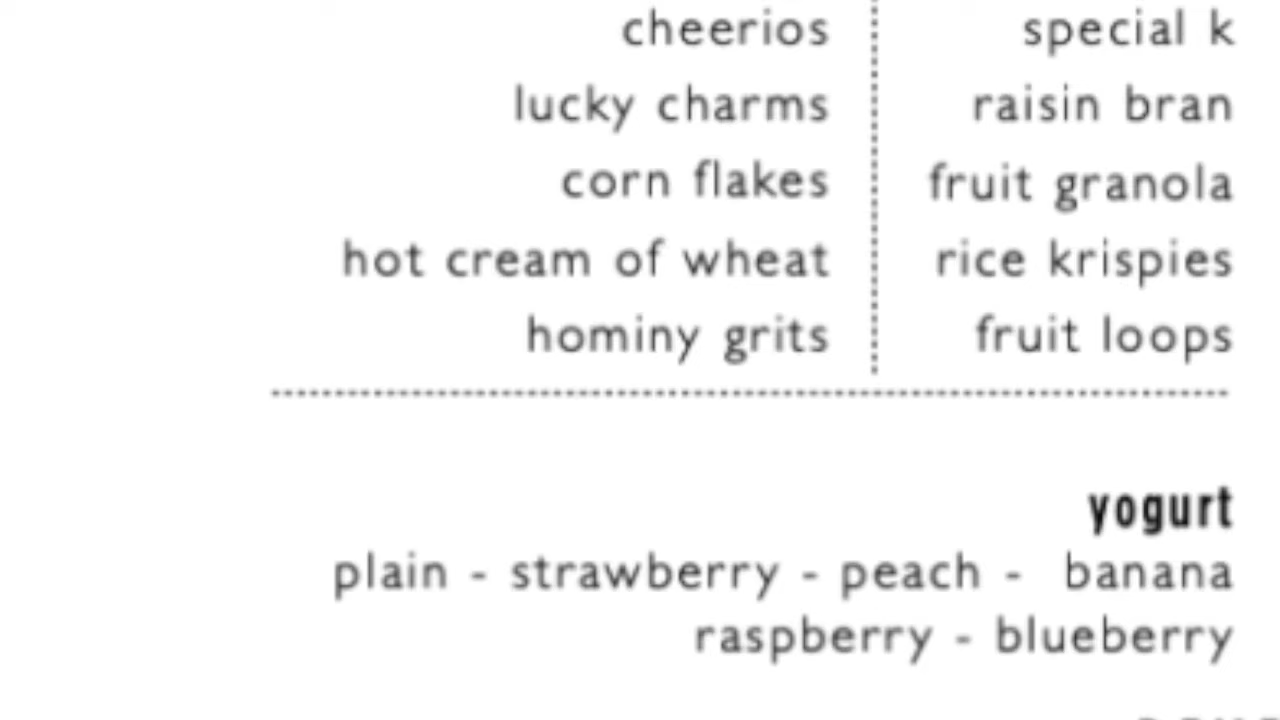 cheerios
lucky charms
corn flakes
hot cream of wheat
hominy grits
special k
raisin bran
fruit granola
rice krispies
fruit loops
yogurt
plain - strawberry - peach - banana
raspberry - blueberry